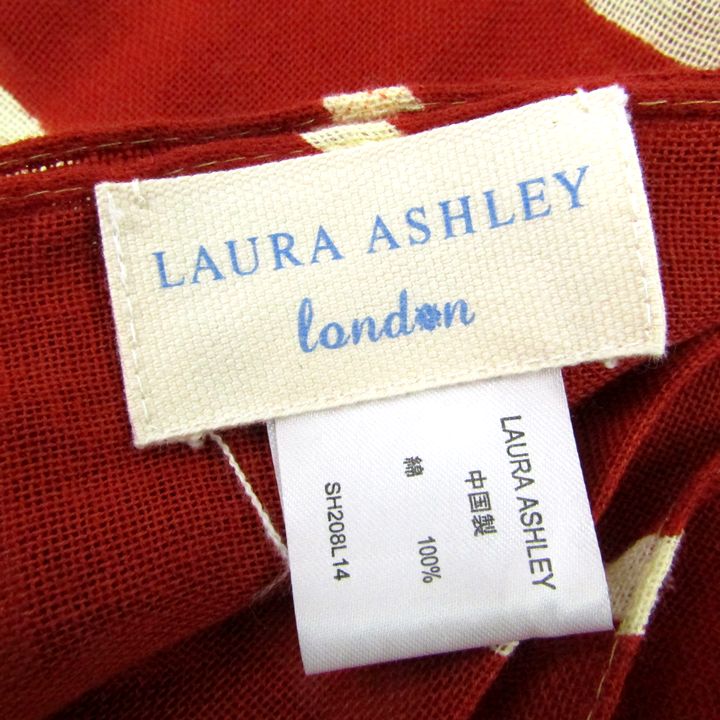 LAURA ASHLEY
london
LAURA ASHLEY
中国製
綿 100%
SH208L14